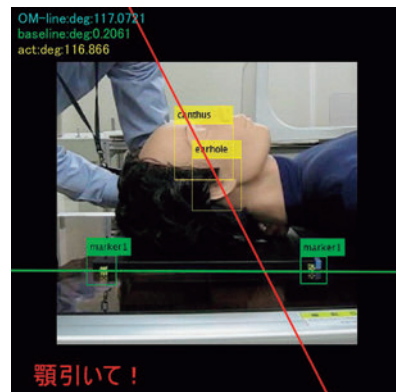 OM-line:deg:117.0721
baseline:deg:0.2061
act:deg:116.866
canthus
earhole
marker1
marker1
顎引いて！